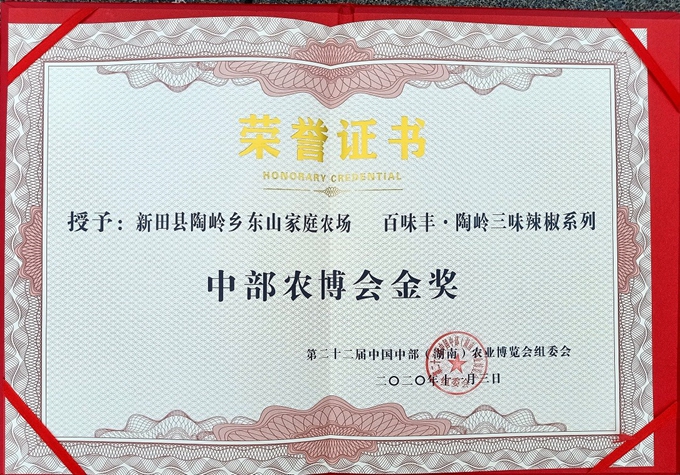 荣誉证书
HONORARY CREDENTIAL
授予：新田县陶岭乡东山家庭农场 百味丰·陶岭三味辣椒系列
中部农博会金奖
第二十二届中国中部（湖南）农业博览会组委会
二〇二〇年十一月三日